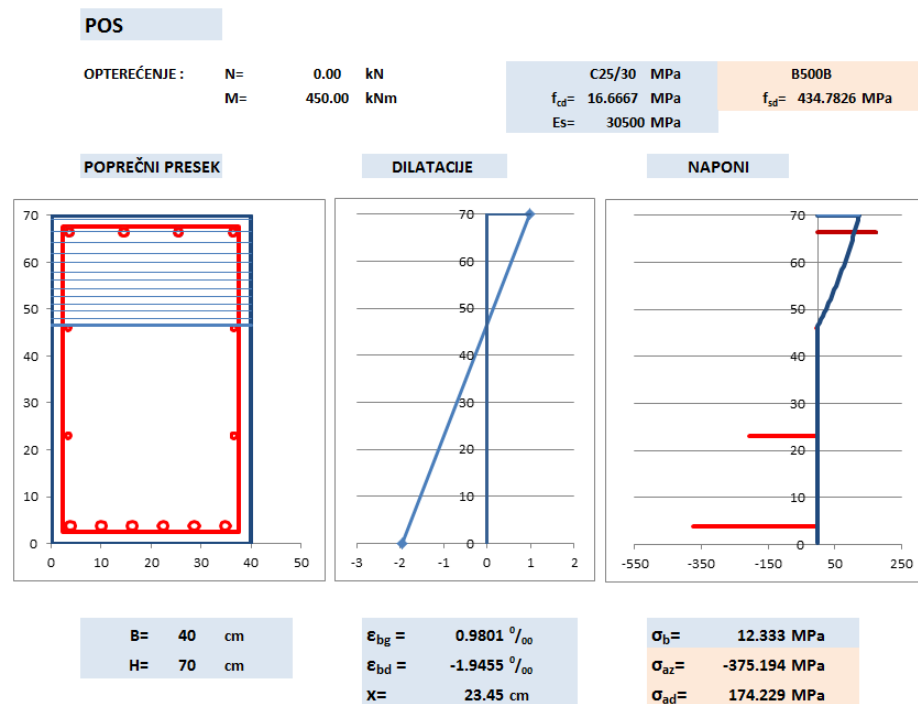 POS
OPTEREĆENJE : N= 0.00 kN
M= 450.00 kNm
C25/30 MPa
fcd= 16.6667 MPa
Es= 30500 MPa
B500B
fsd= 434.7826 MPa
POPREČNI PRESEK
DILATACIJE
NAPONI
70
60
50
40
30
20
10
0
0 10 20 30 40 50
70
60
50
40
30
20
10
0
-3 -2 -1 0 1 2
70
60
50
40
30
20
10
0
-550 -350 -150 50 250
B= 40 cm
H= 70 cm
εbg = 0.9801 ⁰/₀₀
εbd = -1.9455 ⁰/₀₀
x= 23.45 cm
σb= 12.333 MPa
σaz= -375.194 MPa
σad= 174.229 MPa